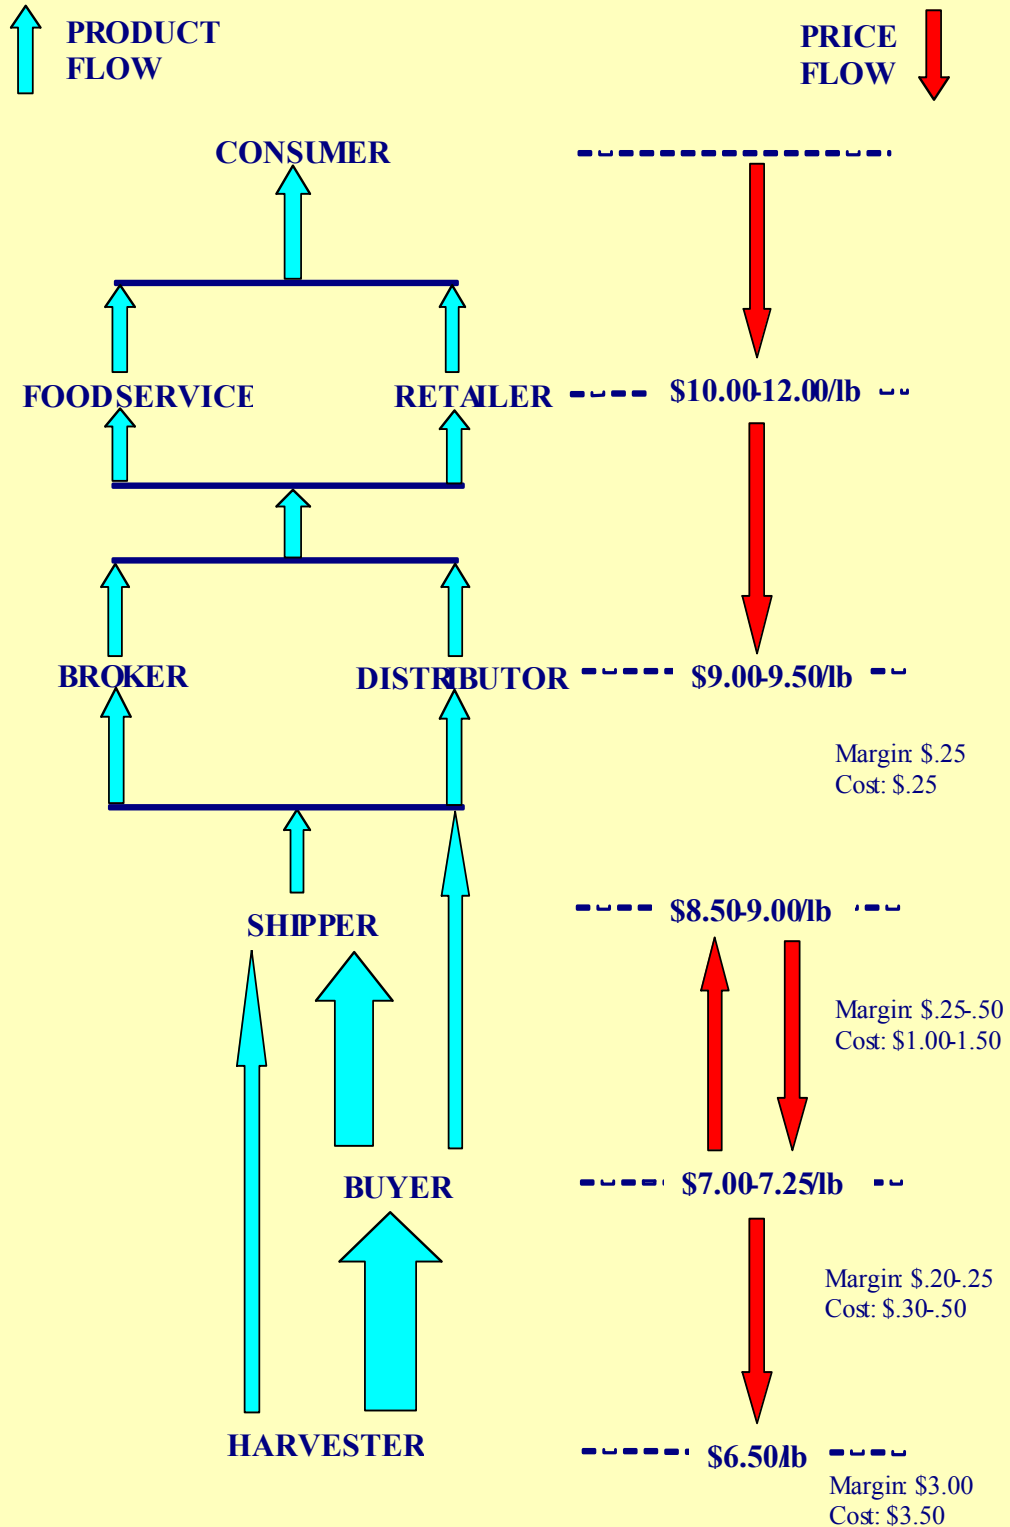 PRODUCT
FLOW
PRICE
FLOW
CONSUMER
FOODSERVICE
RETAILER
$10.00-12.00/lb
BROKER
DISTRIBUTOR
$9.00-9.50/lb
Margin: $.25
Cost: $.25
SHIPPER
$8.50-9.00/lb
Margin: $.25-.50
Cost: $1.00-1.50
BUYER
$7.00-7.25/lb
Margin: $.20-.25
Cost: $.30-.50
HARVESTER
$6.50/lb
Margin: $3.00
Cost: $3.50